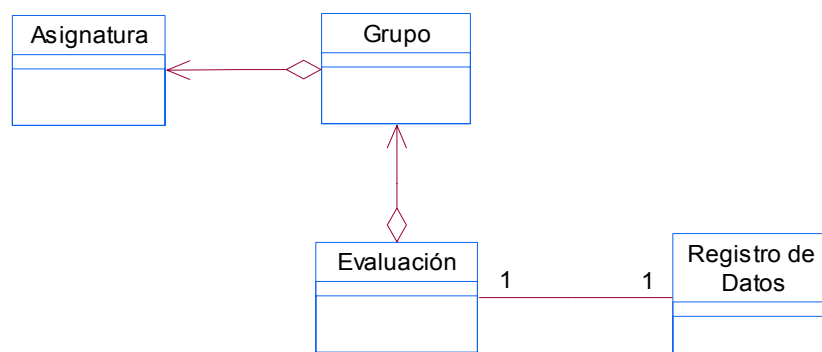 Asignatura
Grupo
Evaluación
1
1
Registro de
Datos